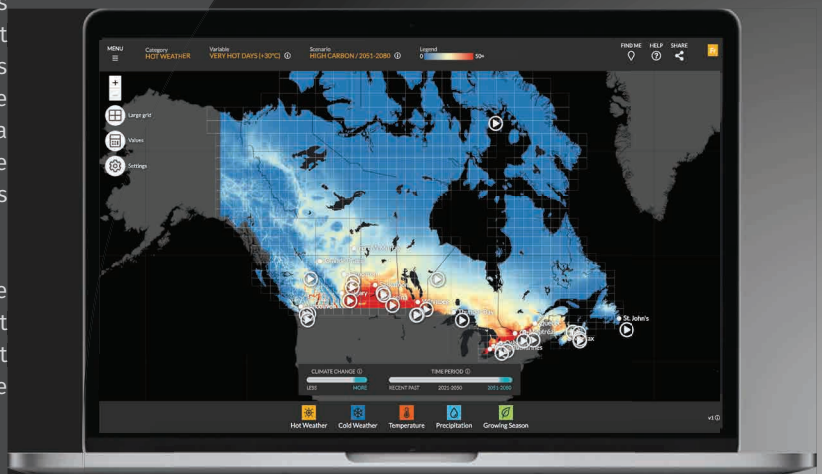 MENU
Category
HOT WEATHER
Variable
VERY HOT DAYS (+30°C)
Scenario
HIGH CARBON / 2051-2080
Legend
0
50+
FIND ME
HELP
SHARE
+
-
Large grid
Values
Settings
St. John's
CLIMATE CHANGE
LESS
MORE
TIME PERIOD
RECENT PAST
2021-2050
2051-2080
Hot Weather
Cold Weather
Temperature
Precipitation
Growing Season
v1